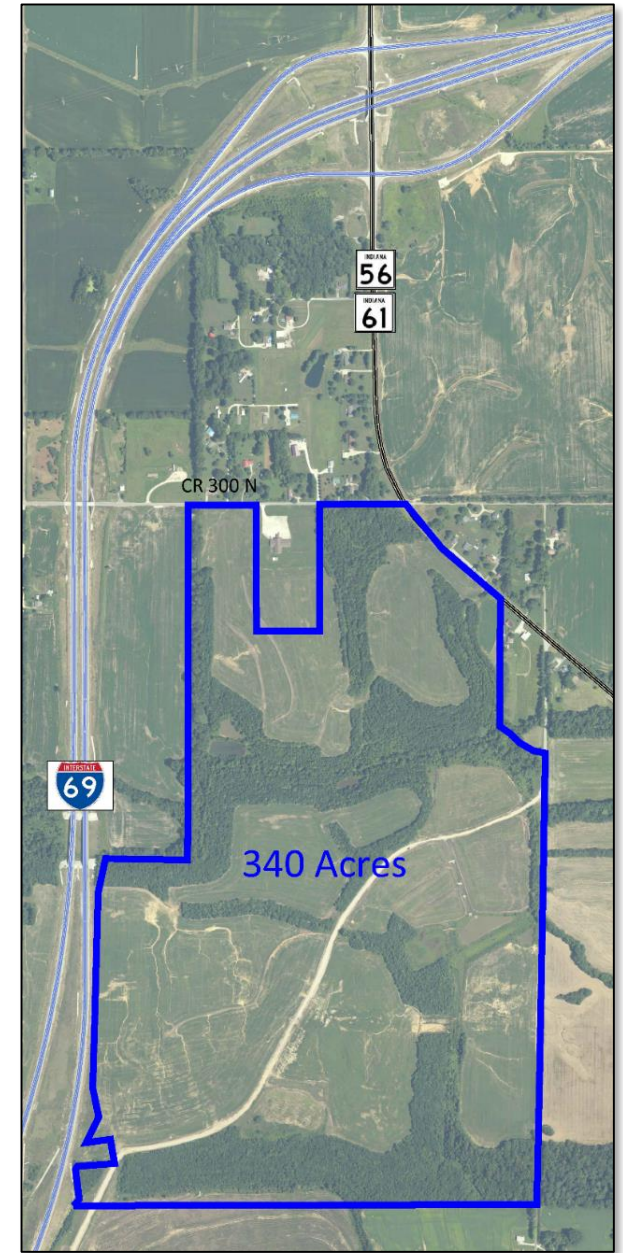 INDIANA
56
INDIANA
61
CR 300 N
INTERSTATE
69
340 Acres